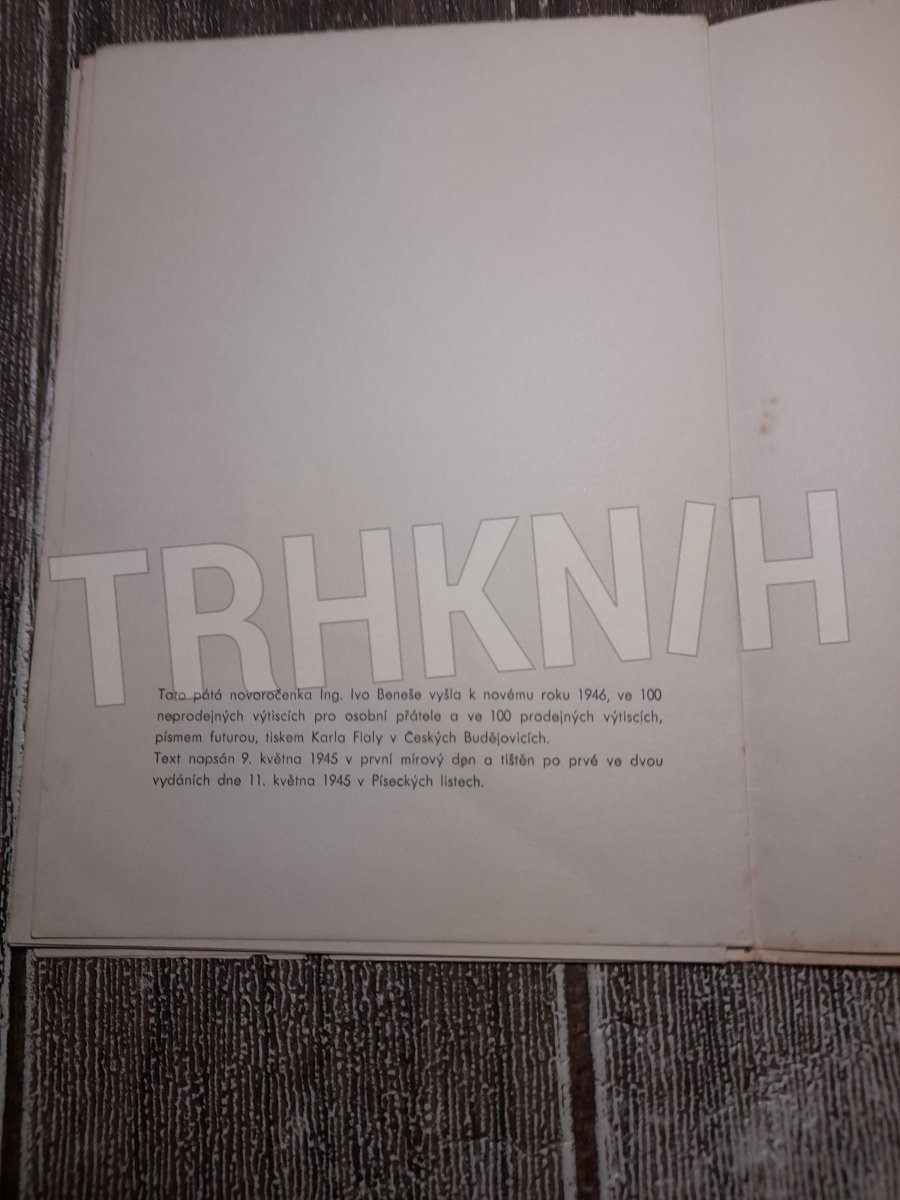 TRHKNIH
Tato pátá novoročenka Ing. Ivo Beneše vyšla k novému roku 1946, ve 100
neprodejných výtiscích pro osobní přátele a ve 100 prodejných výtiscích,
písmem futurou, tiskem Karla Fialy v Českých Budějovicích.
Text napsán 9. května 1945 v první mírový den a tištěn po prvé ve dvou
vydáních dne 11. května 1945 v Píseckých listech.